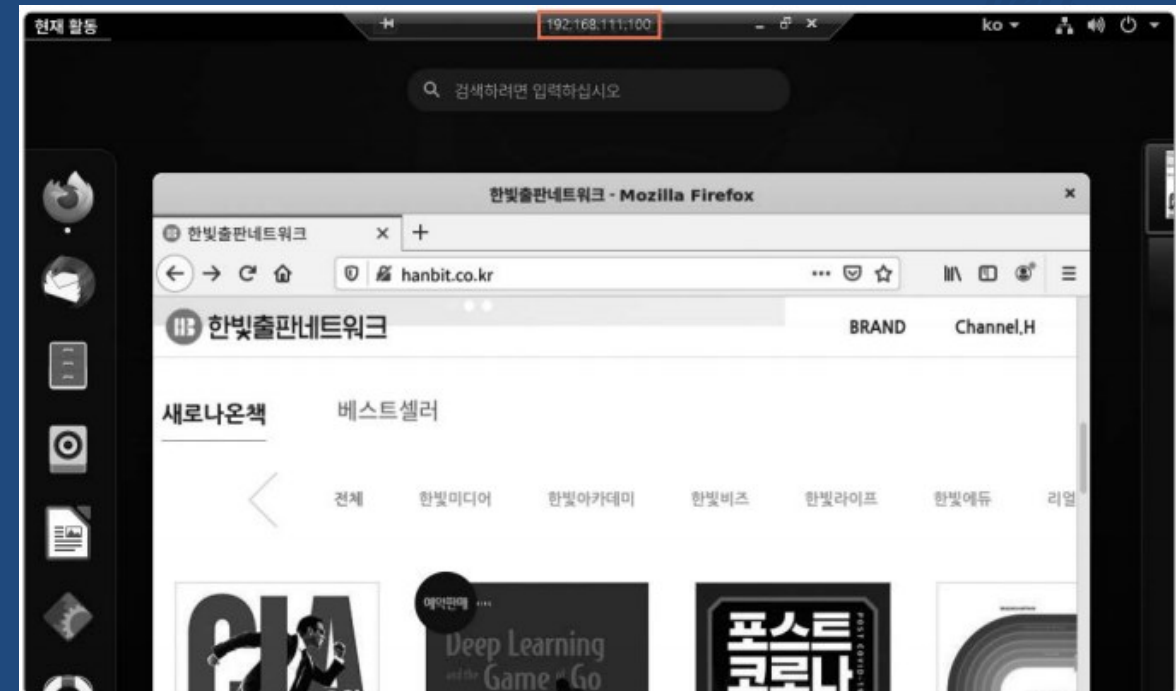 현재 활동
192.168.111.100
ko
검색하려면 입력하십시오
한빛출판네트워크 - Mozilla Firefox
한빛출판네트워크
hanbit.co.kr
한빛출판네트워크
BRAND
Channel.H
새로나온책
베스트셀러
전체
한빛미디어
한빛아카데미
한빛비즈
한빛라이프
한빛에듀
리얼
예약판매
Deep Learning
and the Game of Go
포스트
코로나